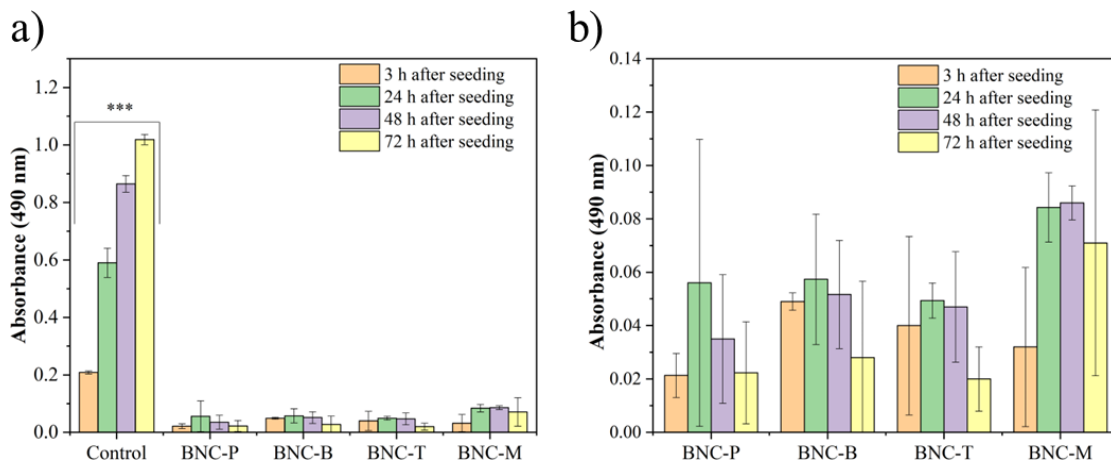 a)
Absorbance (490 nm)
1.2
1.0
0.8
0.6
0.4
0.2
0.0
***
3 h after seeding
24 h after seeding
48 h after seeding
72 h after seeding
Control
BNC-P
BNC-B
BNC-T
BNC-M
b)
Absorbance (490 nm)
0.14
0.12
0.10
0.08
0.06
0.04
0.02
0.00
3 h after seeding
24 h after seeding
48 h after seeding
72 h after seeding
BNC-P
BNC-B
BNC-T
BNC-M